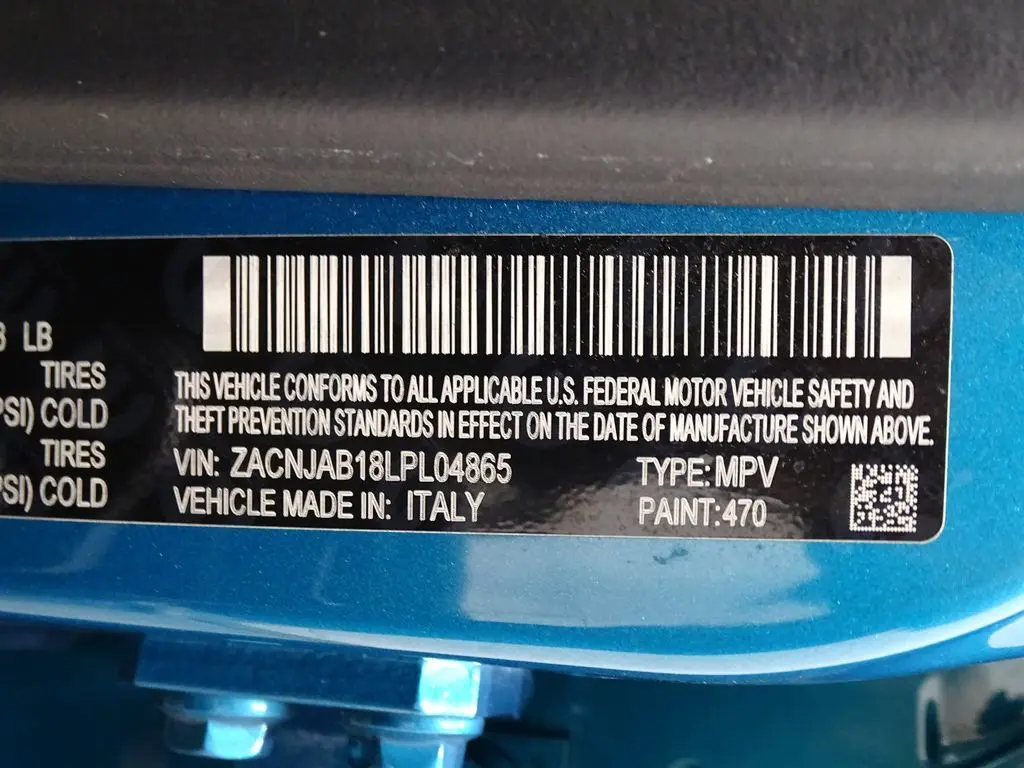 B LB
TIRES
PSI) COLD
TIRES
PSI) COLD
THIS VEHICLE CONFORMS TO ALL APPLICABLE U.S. FEDERAL MOTOR VEHICLE SAFETY AND
THEFT PREVENTION STANDARDS IN EFFECT ON THE DATE OF MANUFACTURE SHOWN ABOVE.
VIN: ZACNJAB18LPL04865 TYPE:MPV
VEHICLE MADE IN: ITALY PAINT:470